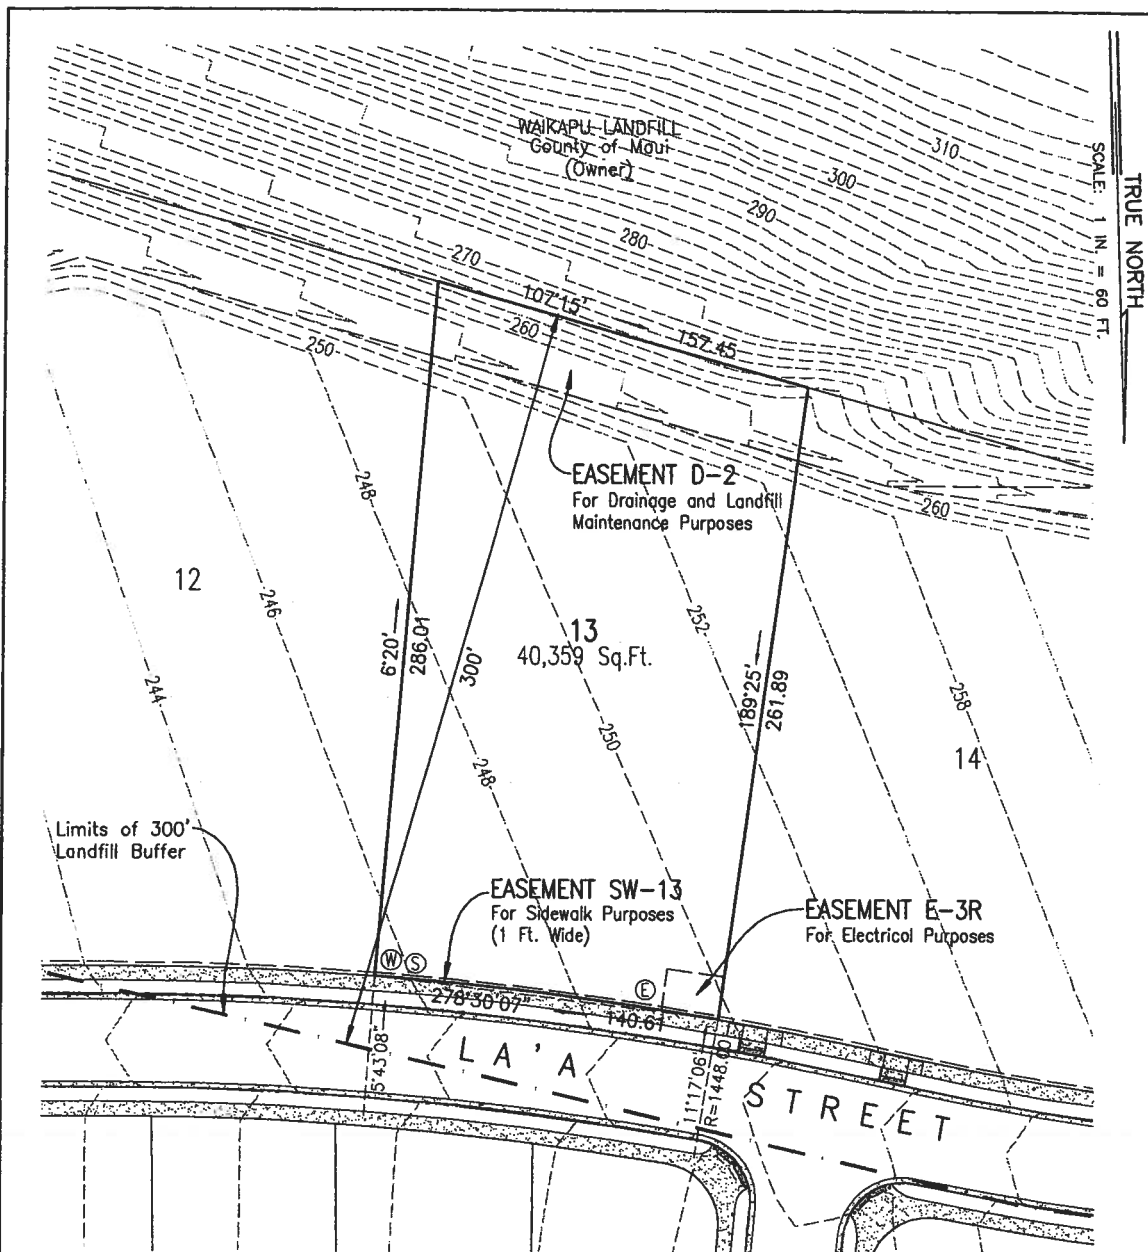 WAIKAPU LANDFILL
County of Maui
(Owner)
310
300
290
280
270
TRUE NORTH
SCALE: 1 IN. = 60 FT.
107°15'
157.45
260
250
EASEMENT D-2
For Drainage and Landfill
Maintenance Purposes
248
260
12
246
13
40,359 Sq.Ft.
252
6°20'
286.01
300'
189°25'
261.89
244
250
258
14
248
Limits of 300'
Landfill Buffer
EASEMENT SW-13
For Sidewalk Purposes
(1 Ft. Wide)
EASEMENT E-3R
For Electrical Purposes
W
S
E
278°30'07"
140.61
5°43'08"
11°17'06"
R=1448.00
LA'A STREET